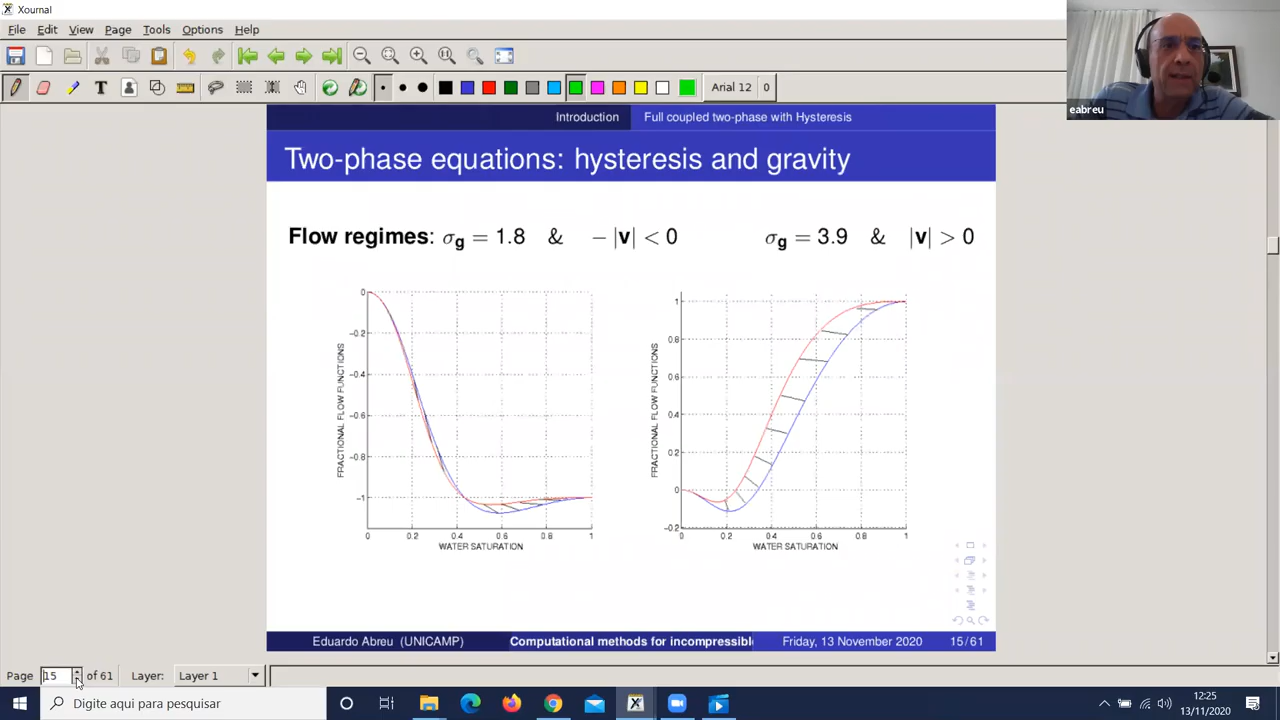 Xournal
File Edit View Page Tools Options Help
Arial 12 0
eabreu
Introduction Full coupled two-phase with Hysteresis
Two-phase equations: hysteresis and gravity
Flow regimes: σg = 1.8 & −|v| < 0 σg = 3.9 & |v| > 0
0
−0.2
−0.4
−0.6
−0.8
−1
FRACTIONAL FLOW FUNCTIONS
0 0.2 0.4 0.6 0.8 1
WATER SATURATION
1
0.8
0.6
0.4
0.2
0
−0.2
FRACTIONAL FLOW FUNCTIONS
0 0.2 0.4 0.6 0.8 1
WATER SATURATION
Eduardo Abreu (UNICAMP) Computational methods for incompressibl Friday, 13 November 2020 15/61
Page 15 of 61 Layer: Layer 1
Digite aqui para pesquisar
12:25
13/11/2020